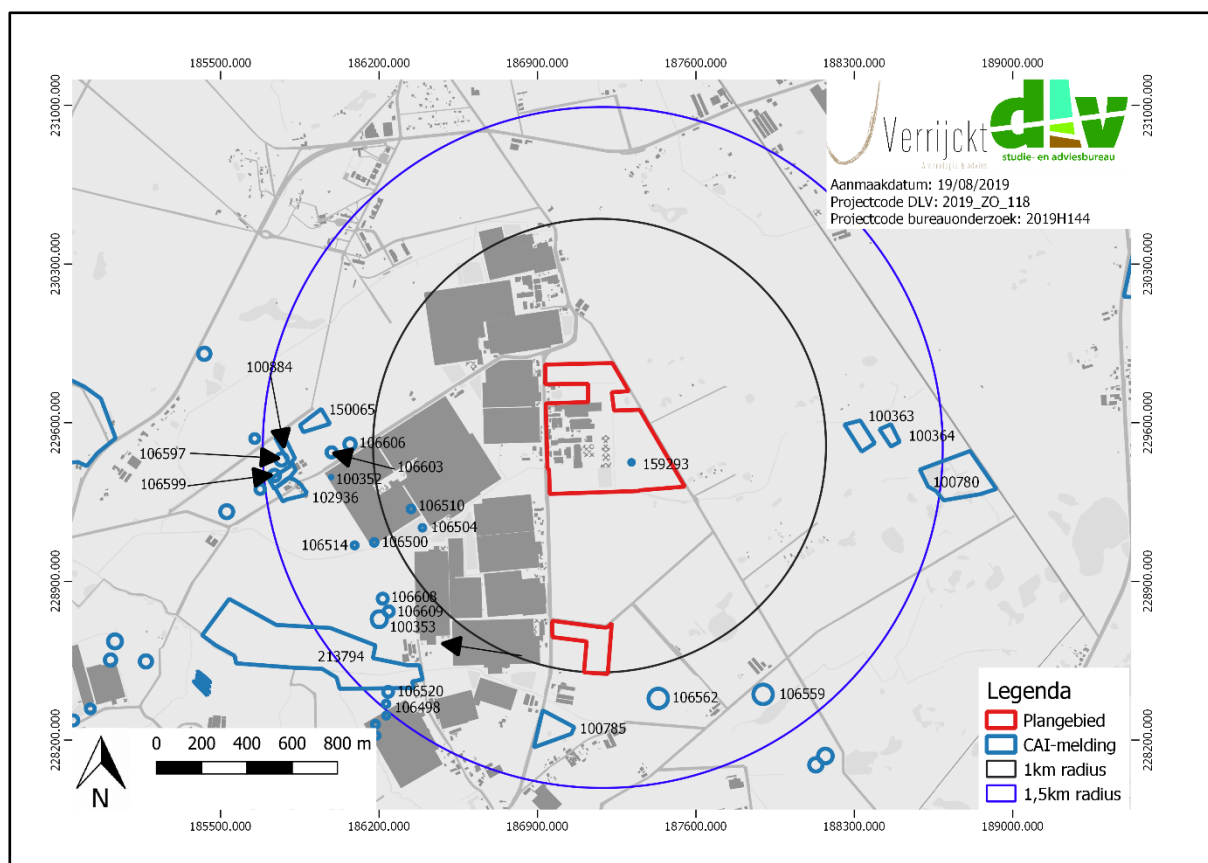 185500.000 186200.000 186900.000 187600.000 188300.000 189000.000
231000.000
230300.000
229600.000
228900.000
228200.000
231000.000
230300.000
229600.000
228900.000
228200.000
Verrijckt
Archeologie & advies
dlv
studie- en adviesbureau
Aanmaakdatum: 19/08/2019
Projectcode DLV: 2019_ZO_118
Projectcode bureauonderzoek: 2019H144
100884
150065
106597
106606
106603
106599
100352
102936
106510
106504
106514
106500
106608
106609
100353
213794
106520
106498
100785
106562
106559
159293
100363
100364
100780
0 200 400 600 800 m
N
Legenda
Plangebied
CAI-melding
1km radius
1,5km radius
185500.000 186200.000 186900.000 187600.000 188300.000 189000.000